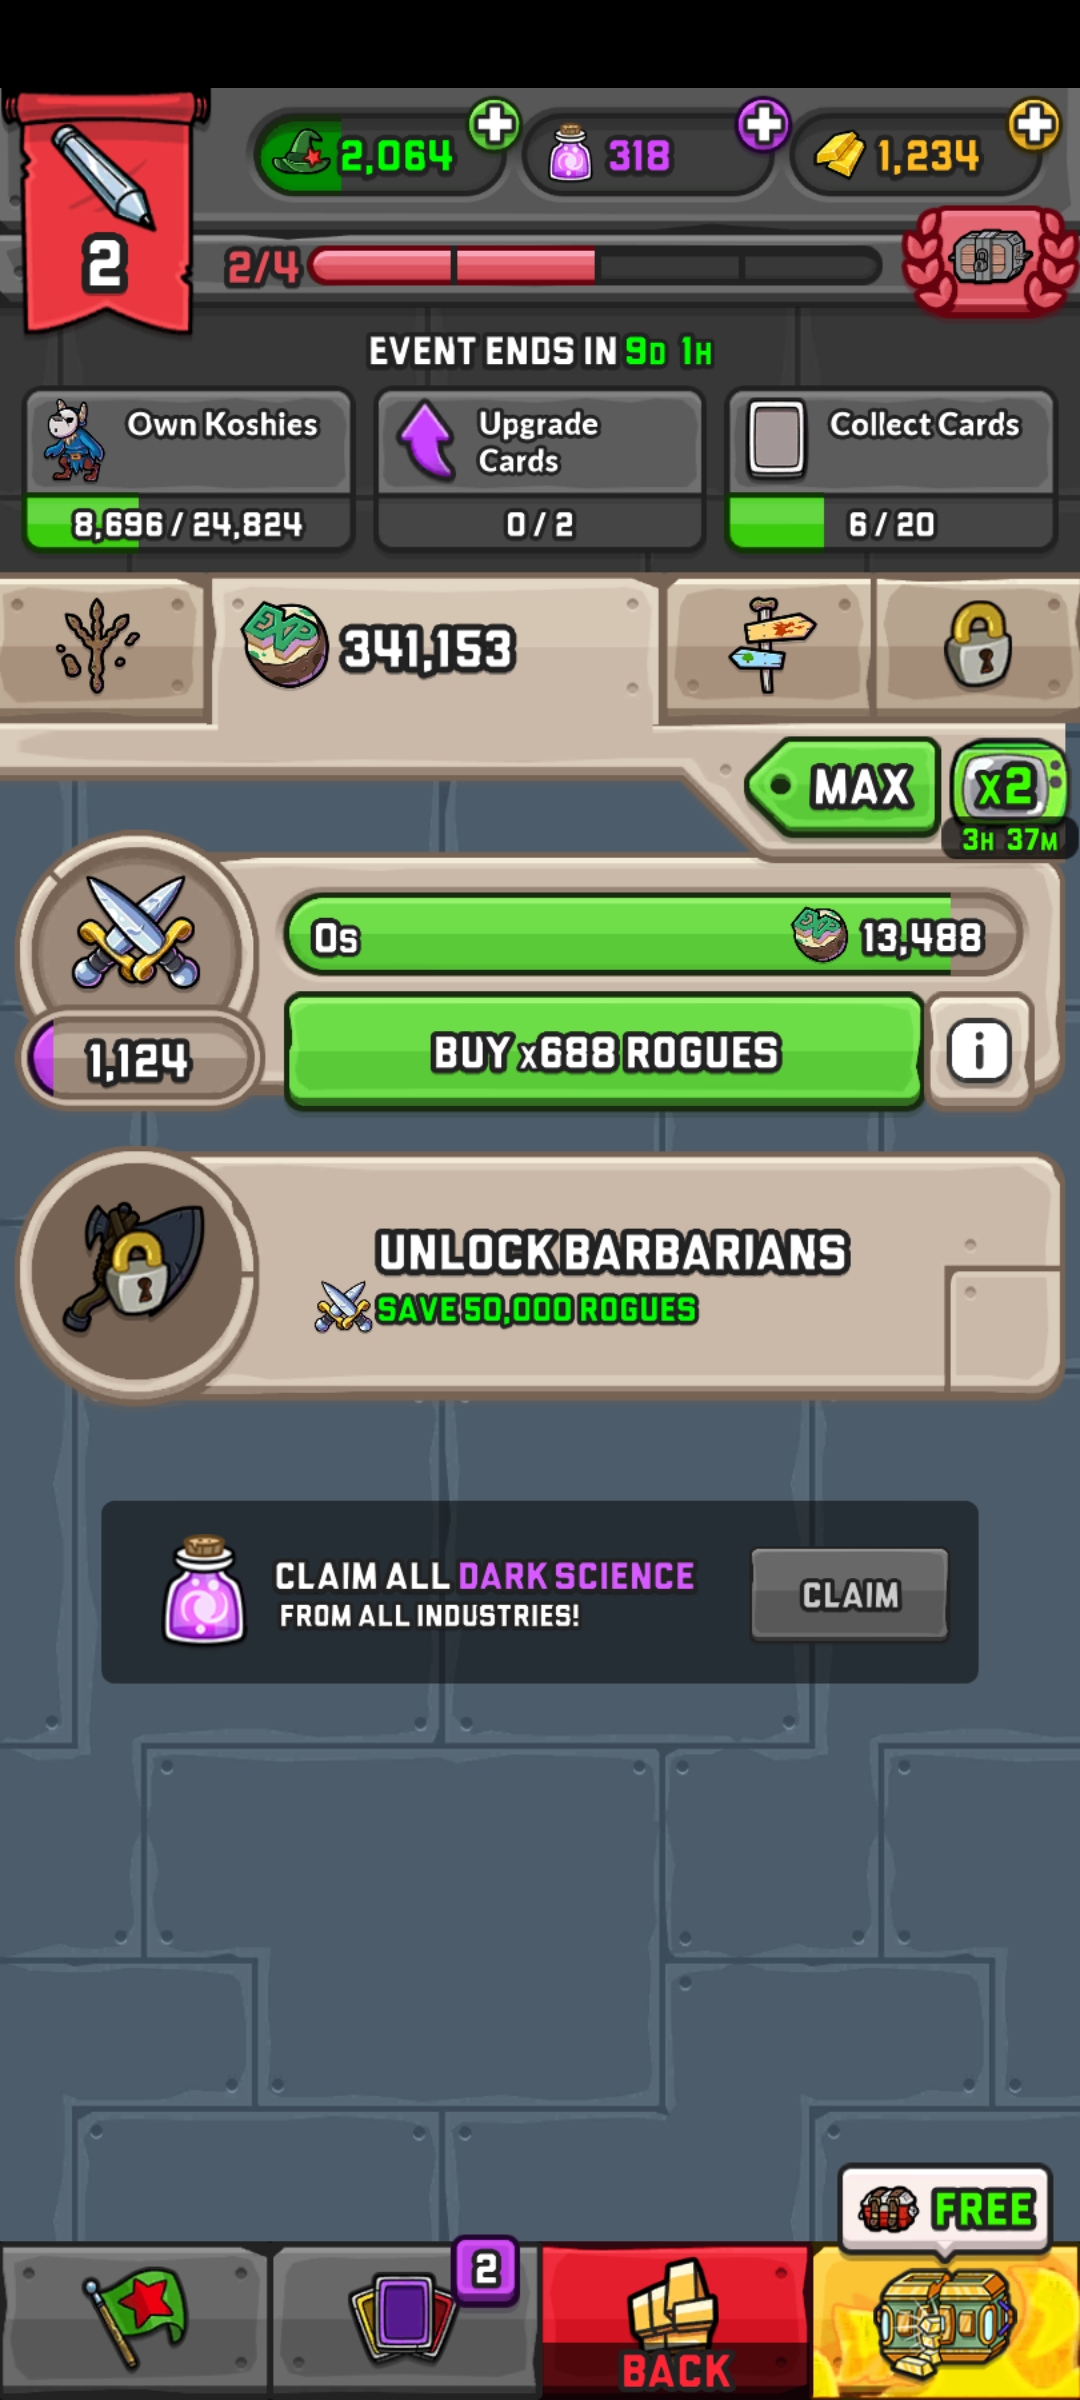 2,064
318
1,234
2
2/4
EVENT ENDS IN 9D 1H
Own Koshies
Upgrade
Cards
Collect Cards
8,696 / 24,824
0 / 2
6 / 20
EXP
341,153
MAX
x2
3H 37M
0s
EXP
13,488
1,124
BUY x688 ROGUES
i
UNLOCK BARBARIANS
SAVE 50,000 ROGUES
CLAIM ALL DARK SCIENCE
FROM ALL INDUSTRIES!
CLAIM
FREE
2
BACK